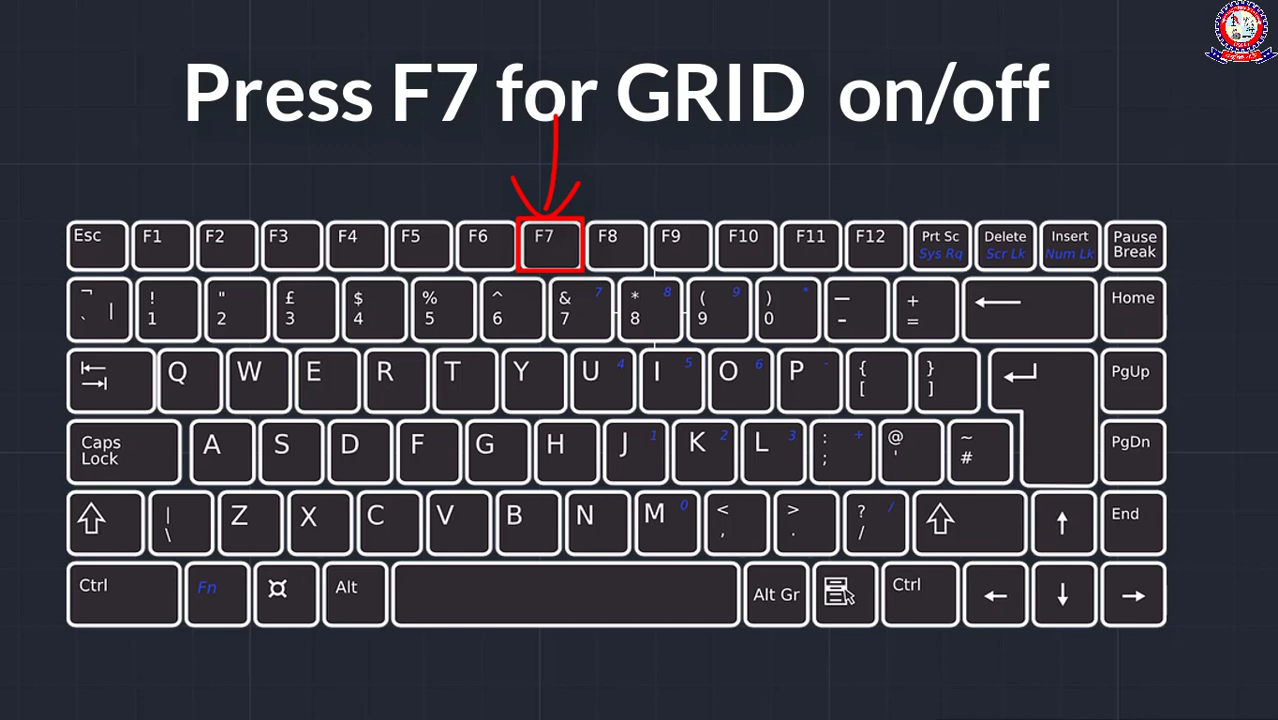 Press F7 for GRID on/off
Esc F1 F2 F3 F4 F5 F6 F7 F8 F9 F10 F11 F12 Prt Sc Delete Insert Pause
Sys Rq Scr Lk Num Lk Break
¬ ! " £ $ % ^ & 7 * 8 ( 9 ) * — + Home
` | 1 2 3 4 5 6 7 8 9 0 - =
Q W E R T Y U 4 I 5 O 6 P - { } PgUp
[ ]
Caps A S D F G H J 1 K 2 L 3 : + @ ~ PgDn
Lock ; ' #
| Z X C V B N M 0 < > ? / End
\ , . /
Ctrl Fn Alt Alt Gr Ctrl